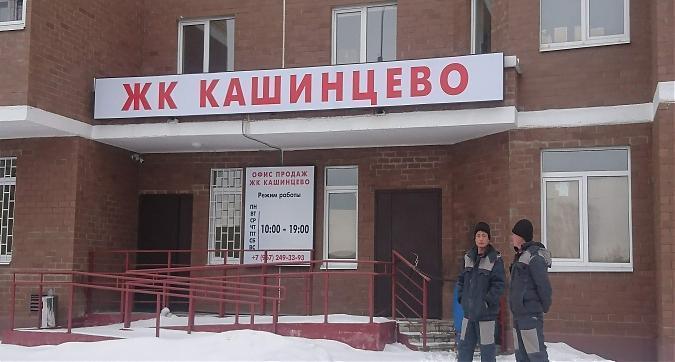 ЖК КАШИНЦЕВО
ОФИС ПРОДАЖ
ЖК КАШИНЦЕВО
Режим работы
ПН
ВТ
СР
ЧТ
ПТ
СБ
ВС
10:00 - 19:00
+7 (967) 249-33-93